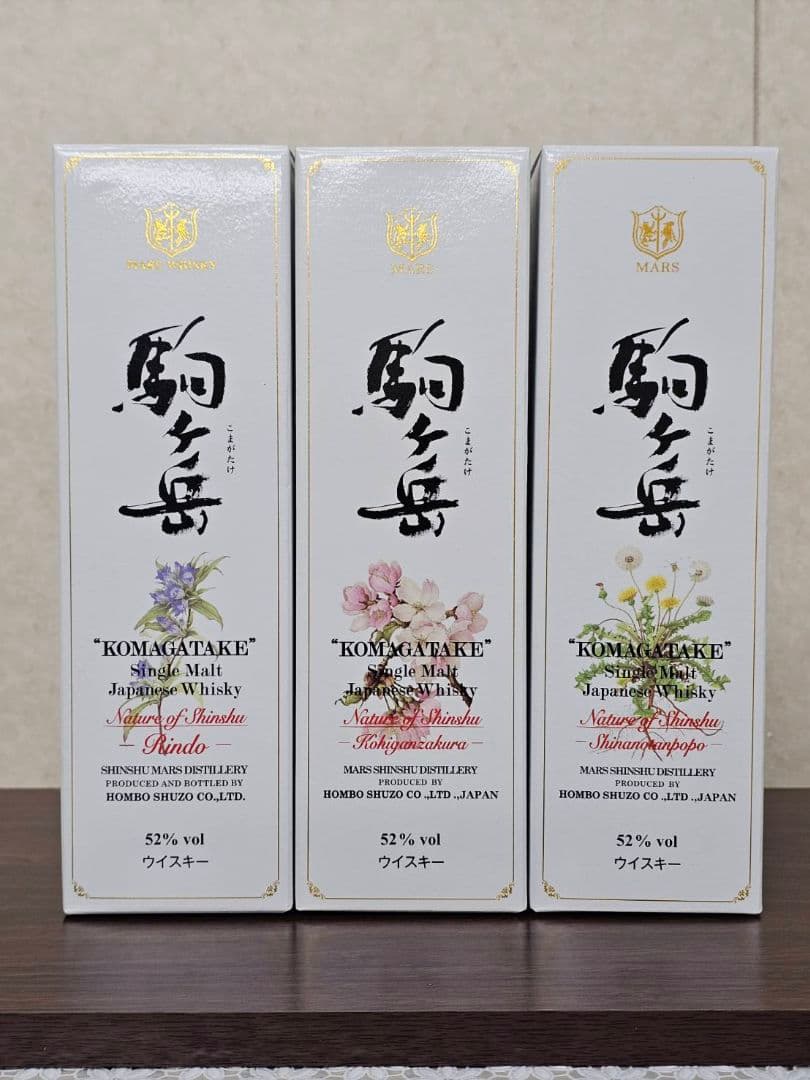 MARS WHISKY
駒ヶ岳
こまがたけ
"KOMAGATAKE"
Single Malt
Japanese Whisky
Nature of Shinshu
Rindo
SHINSHU MARS DISTILLERY
PRODUCED AND BOTTLED BY
HOMBO SHUZO CO.,LTD.
52% vol
ウイスキー
MARS
駒ヶ岳
こまがたけ
"KOMAGATAKE"
Single Malt
Japanese Whisky
Nature of Shinshu
Kohiganzakura
MARS SHINSHU DISTILLERY
PRODUCED BY
HOMBO SHUZO CO .,LTD .,JAPAN
52% vol
ウイスキー
MARS
駒ヶ岳
こまがたけ
"KOMAGATAKE"
Single Malt
Japanese Whisky
Nature of Shinshu
Shinanotanpopo
MARS SHINSHU DISTILLERY
PRODUCED BY
HOMBO SHUZO CO .,LTD .,JAPAN
52% vol
ウイスキー